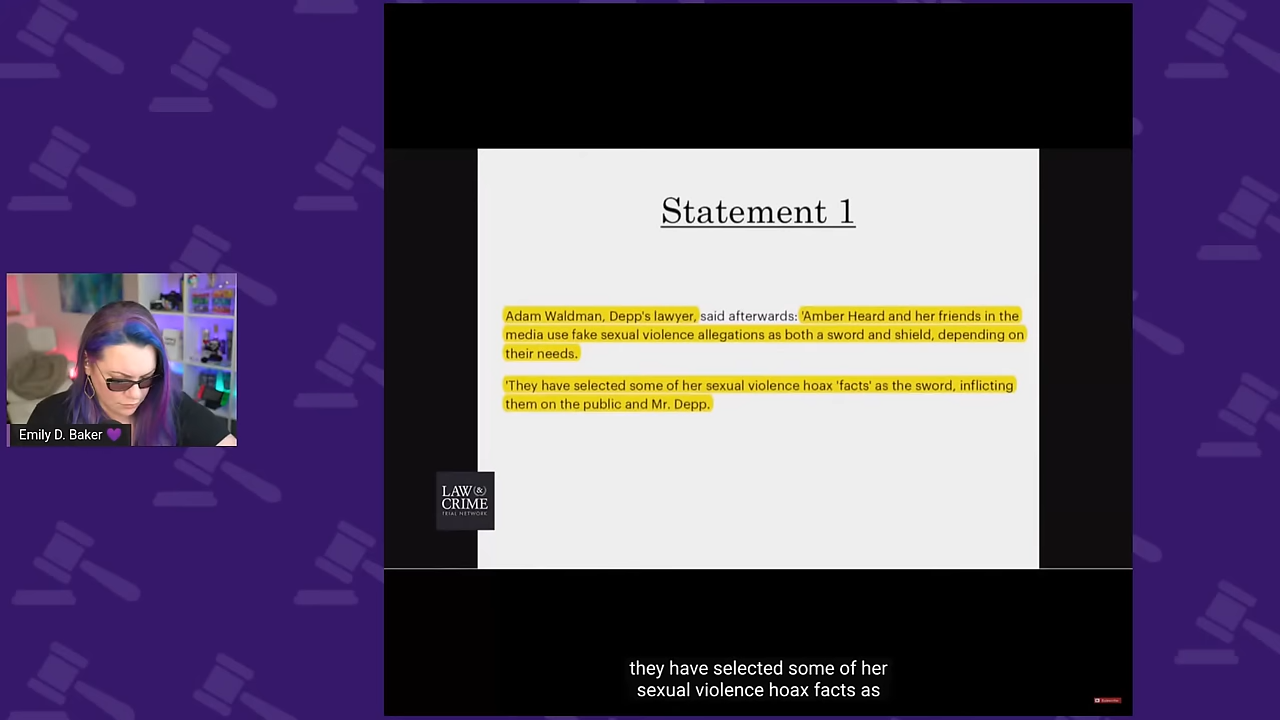 Statement 1
Adam Waldman, Depp's lawyer, said afterwards: 'Amber Heard and her friends in the
media use fake sexual violence allegations as both a sword and shield, depending on
their needs.
'They have selected some of her sexual violence hoax 'facts' as the sword, inflicting
them on the public and Mr. Depp.
Emily D. Baker 💜
LAW &
CRIME
TRIAL NETWORK
they have selected some of her
sexual violence hoax facts as